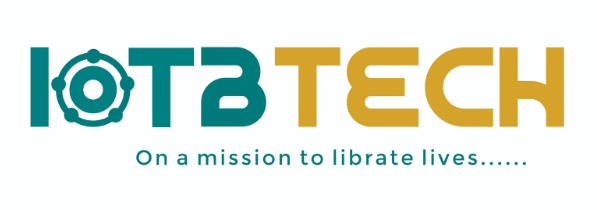 IOTBTECH
On a mission to librate lives......